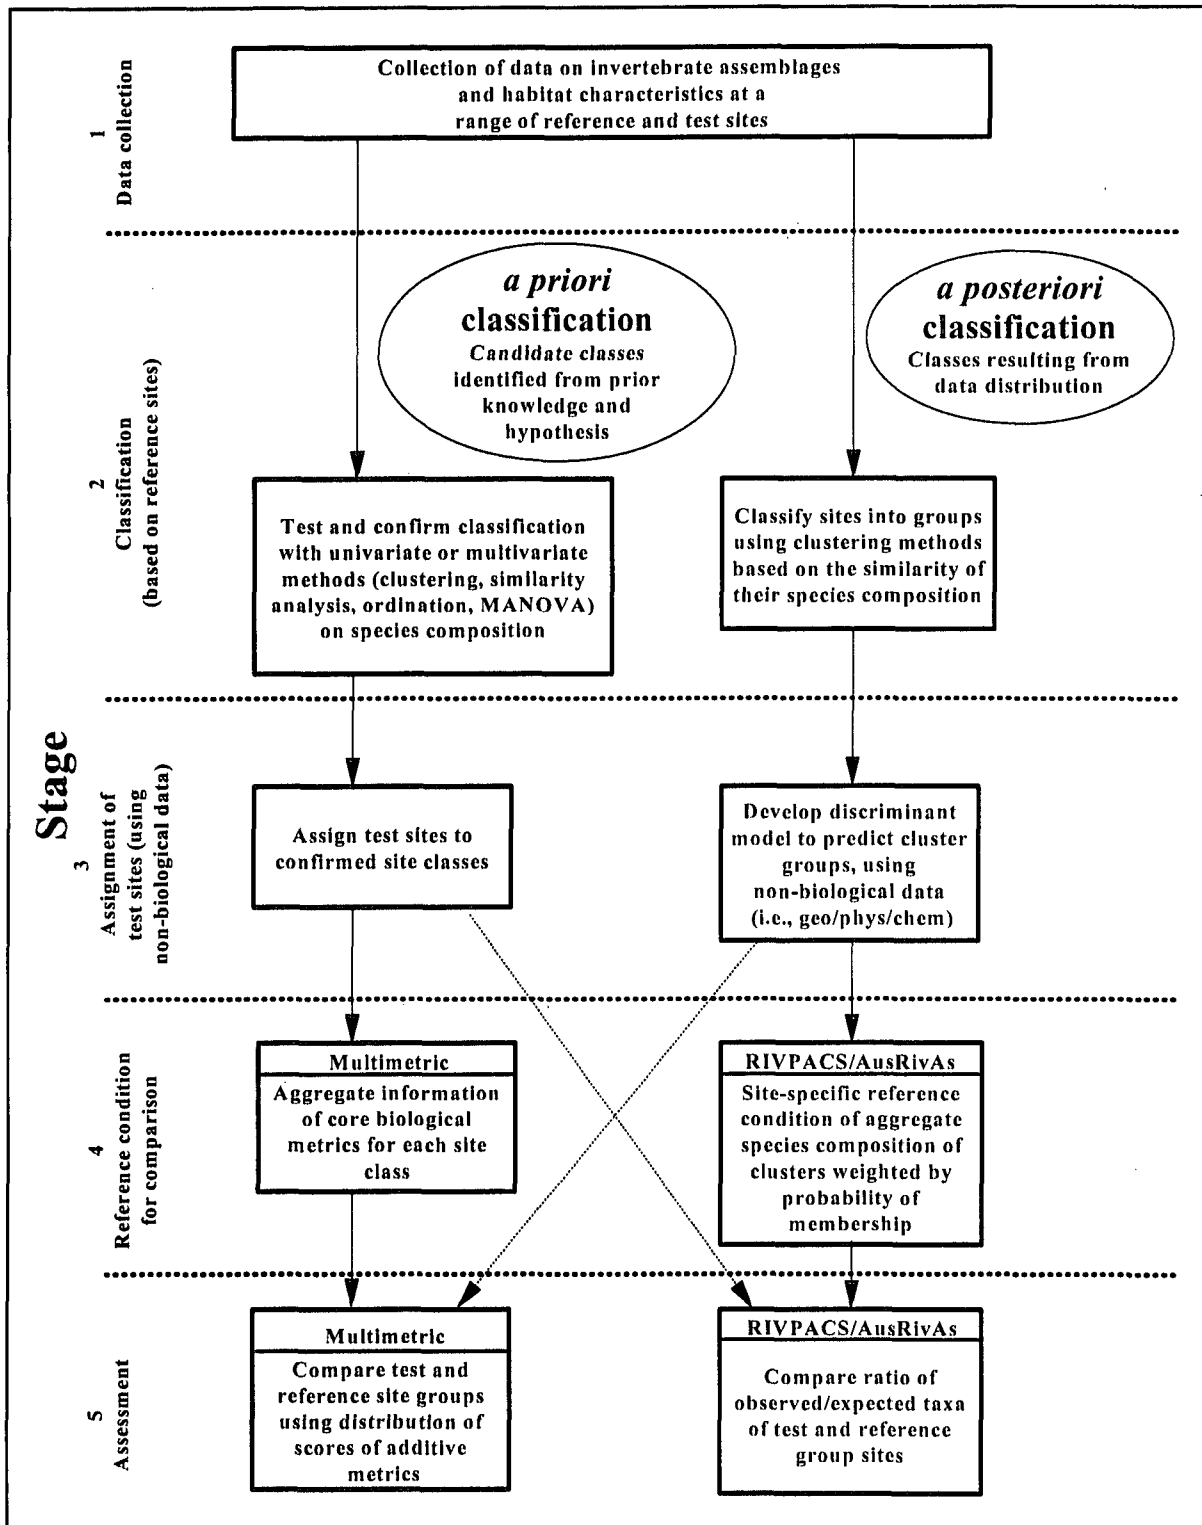 Stage
1
Data collection
Collection of data on invertebrate assemblages
and habitat characteristics at a
range of reference and test sites
2
Classification
(based on reference sites)
a priori
classification
Candidate classes
identified from prior
knowledge and
hypothesis
a posteriori
classification
Classes resulting from
data distribution
Test and confirm classification
with univariate or multivariate
methods (clustering, similarity
analysis, ordination, MANOVA)
on species composition
Classify sites into groups
using clustering methods
based on the similarity of
their species composition
3
Assignment of
test sites (using
non-biological data)
Assign test sites to
confirmed site classes
Develop discriminant
model to predict cluster
groups, using
non-biological data
(i.e., geo/phys/chem)
4
Reference condition
for comparison
Multimetric
Aggregate information
of core biological
metrics for each site
class
RIVPACS/AusRivAs
Site-specific reference
condition of aggregate
species composition of
clusters weighted by
probability of
membership
5
Assessment
Multimetric
Compare test and
reference site groups
using distribution of
scores of additive
metrics
RIVPACS/AusRivAs
Compare ratio of
observed/expected taxa
of test and reference
group sites